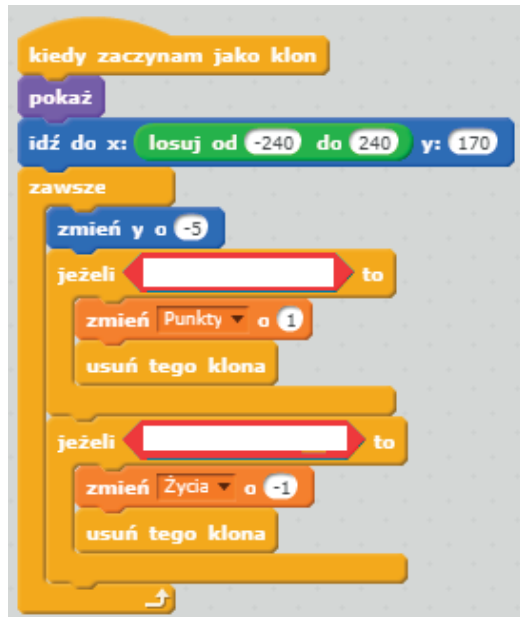 kiedy zaczynam jako klon
pokaż
idź do x: losuj od -240 do 240 y: 170
zawsze
zmień y o -5
jeżeli to
zmień Punkty o 1
usuń tego klona
jeżeli to
zmień Życia o -1
usuń tego klona